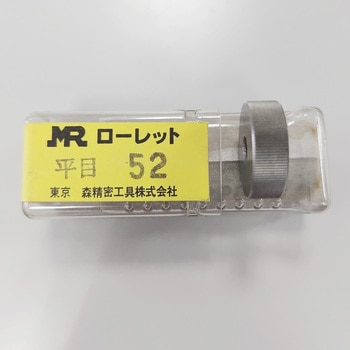 MR ローレット
平目 52
東京 森精密工具株式会社